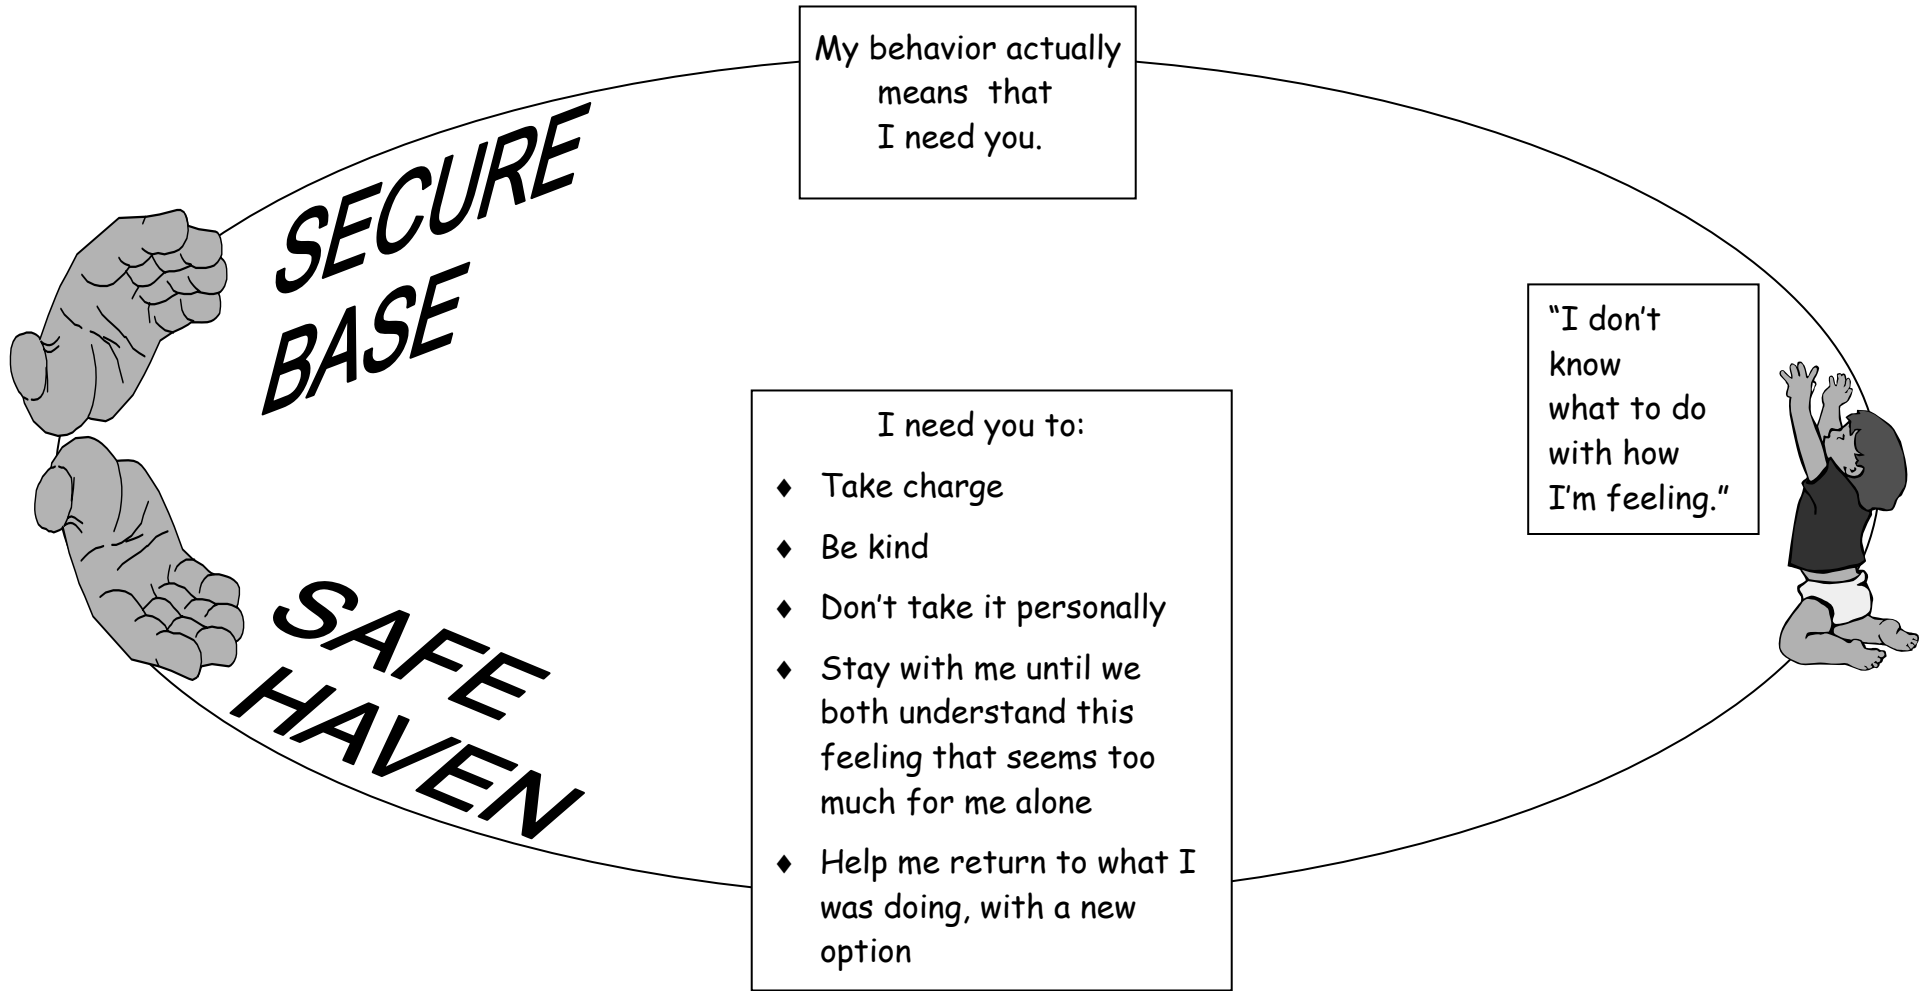 My behavior actually
means that
I need you.
SECURE
BASE
“I don’t
know
what to do
with how
I’m feeling.”
I need you to:
♦ Take charge
♦ Be kind
♦ Don’t take it personally
♦ Stay with me until we
both understand this
feeling that seems too
much for me alone
♦ Help me return to what I
was doing, with a new
option
SAFE
HAVEN